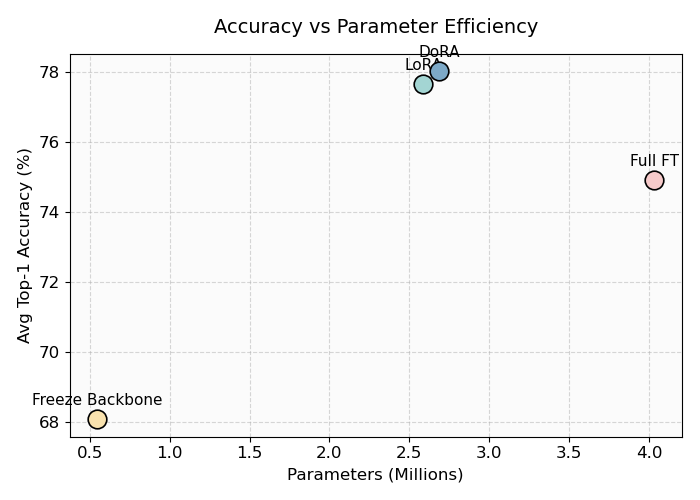 Accuracy vs Parameter Efficiency
DoRA
LoRA
Full FT
Freeze Backbone
78
76
74
72
70
68
Avg Top-1 Accuracy (%)
0.5 1.0 1.5 2.0 2.5 3.0 3.5 4.0
Parameters (Millions)